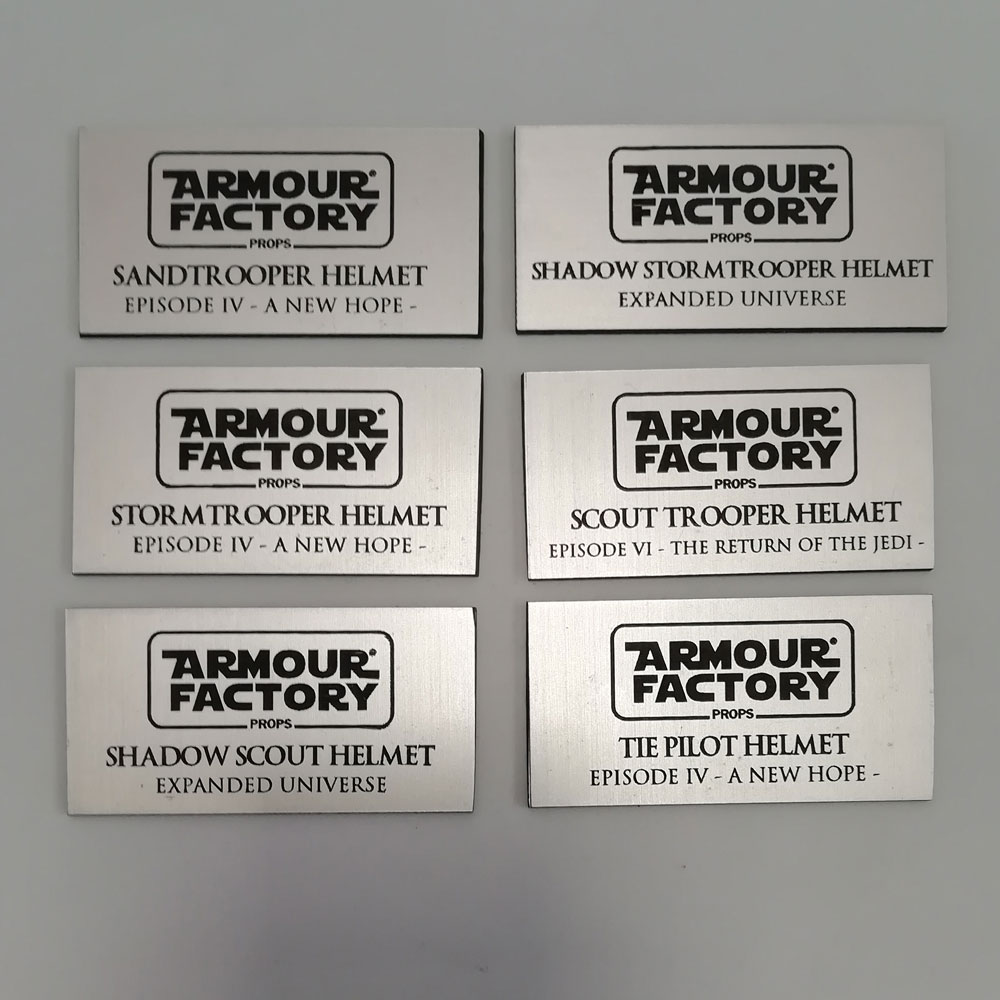 ARMOUR
FACTORY
PROPS
SANDTROOPER HELMET
EPISODE IV - A NEW HOPE -
ARMOUR
FACTORY
PROPS
SHADOW STORMTROOPER HELMET
EXPANDED UNIVERSE
ARMOUR
FACTORY
PROPS
STORMTROOPER HELMET
EPISODE IV - A NEW HOPE -
ARMOUR
FACTORY
PROPS
SCOUT TROOPER HELMET
EPISODE VI - THE RETURN OF THE JEDI -
ARMOUR
FACTORY
PROPS
SHADOW SCOUT HELMET
EXPANDED UNIVERSE
ARMOUR
FACTORY
PROPS
TIE PILOT HELMET
EPISODE IV - A NEW HOPE -